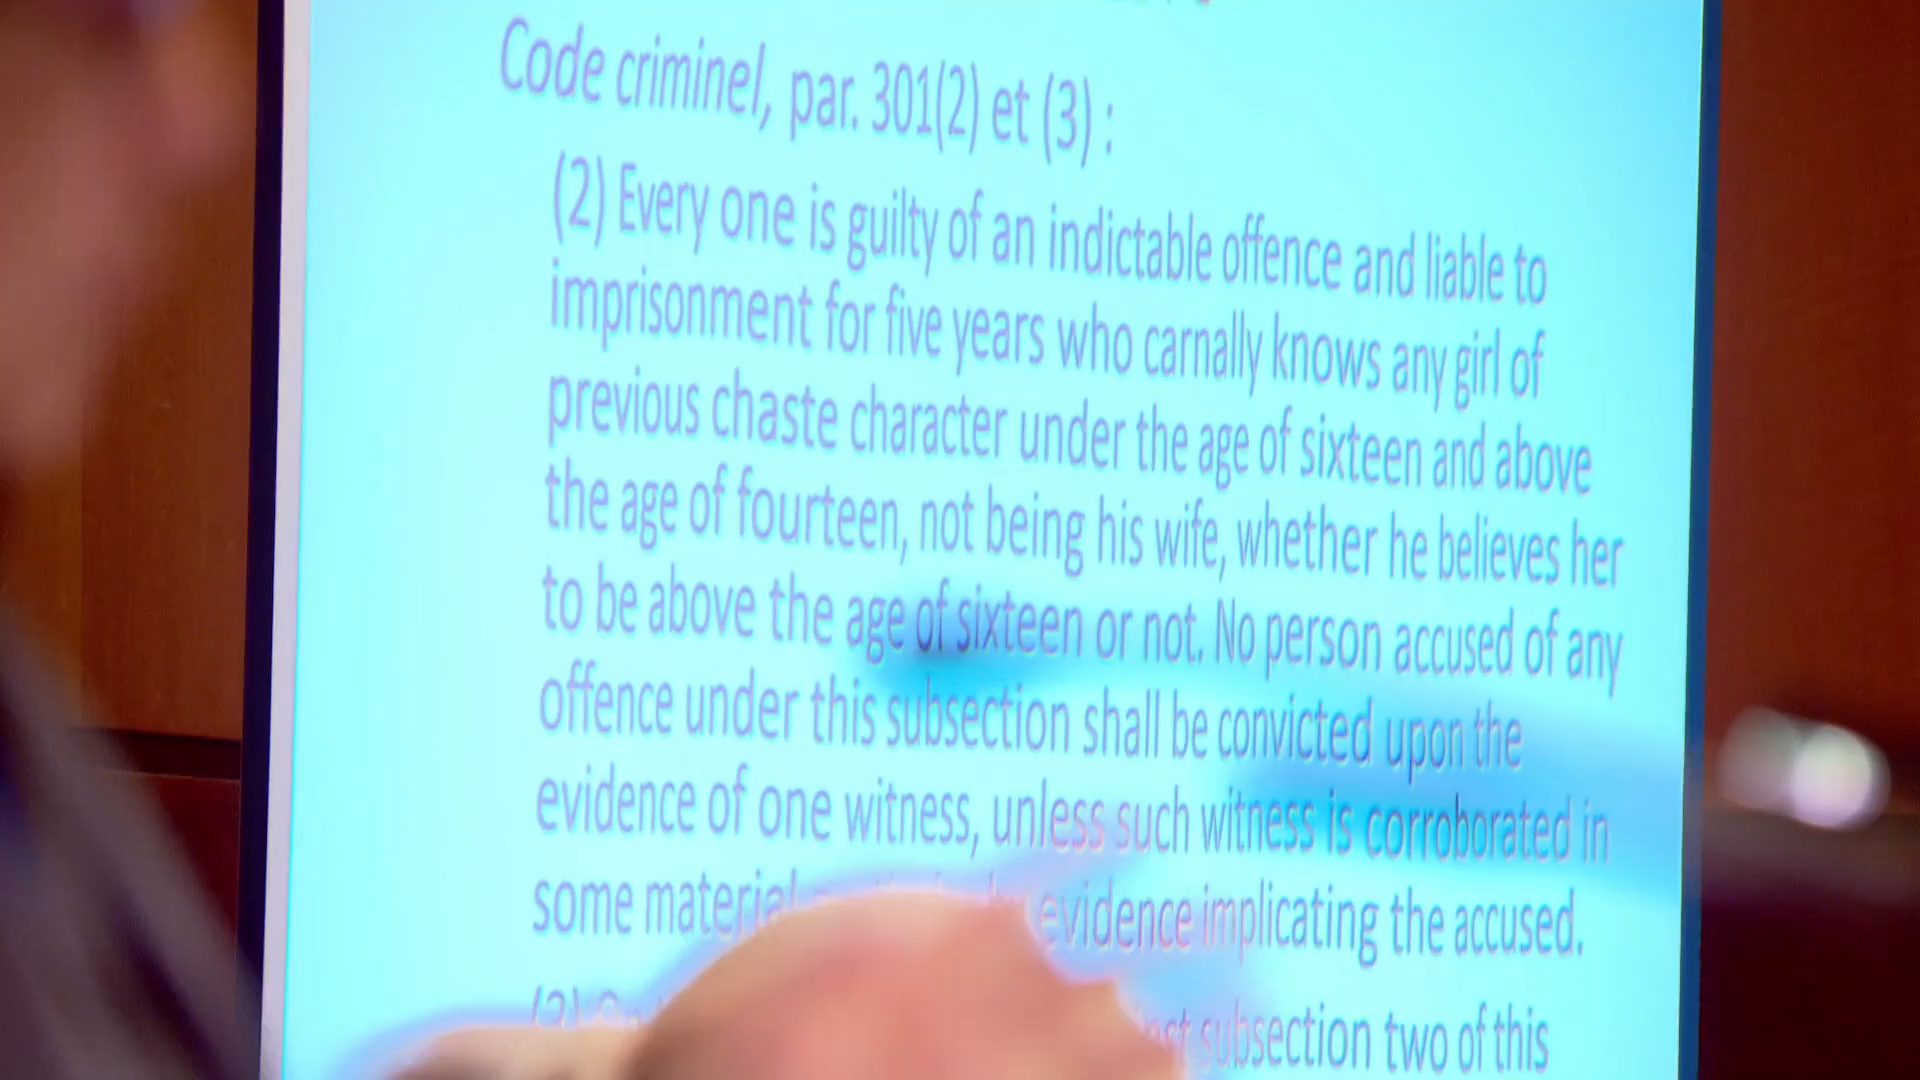 Code criminel, par. 301(2) et (3) :
(2) Every one is guilty of an indictable offence and liable to
imprisonment for five years who carnally knows any girl of
previous chaste character under the age of sixteen and above
the age of fourteen, not being his wife, whether he believes her
to be above the age of sixteen or not. No person accused of any
offence under this subsection shall be convicted upon the
evidence of one witness, unless such witness is corroborated in
some material evidence implicating the accused.
subsection two of this